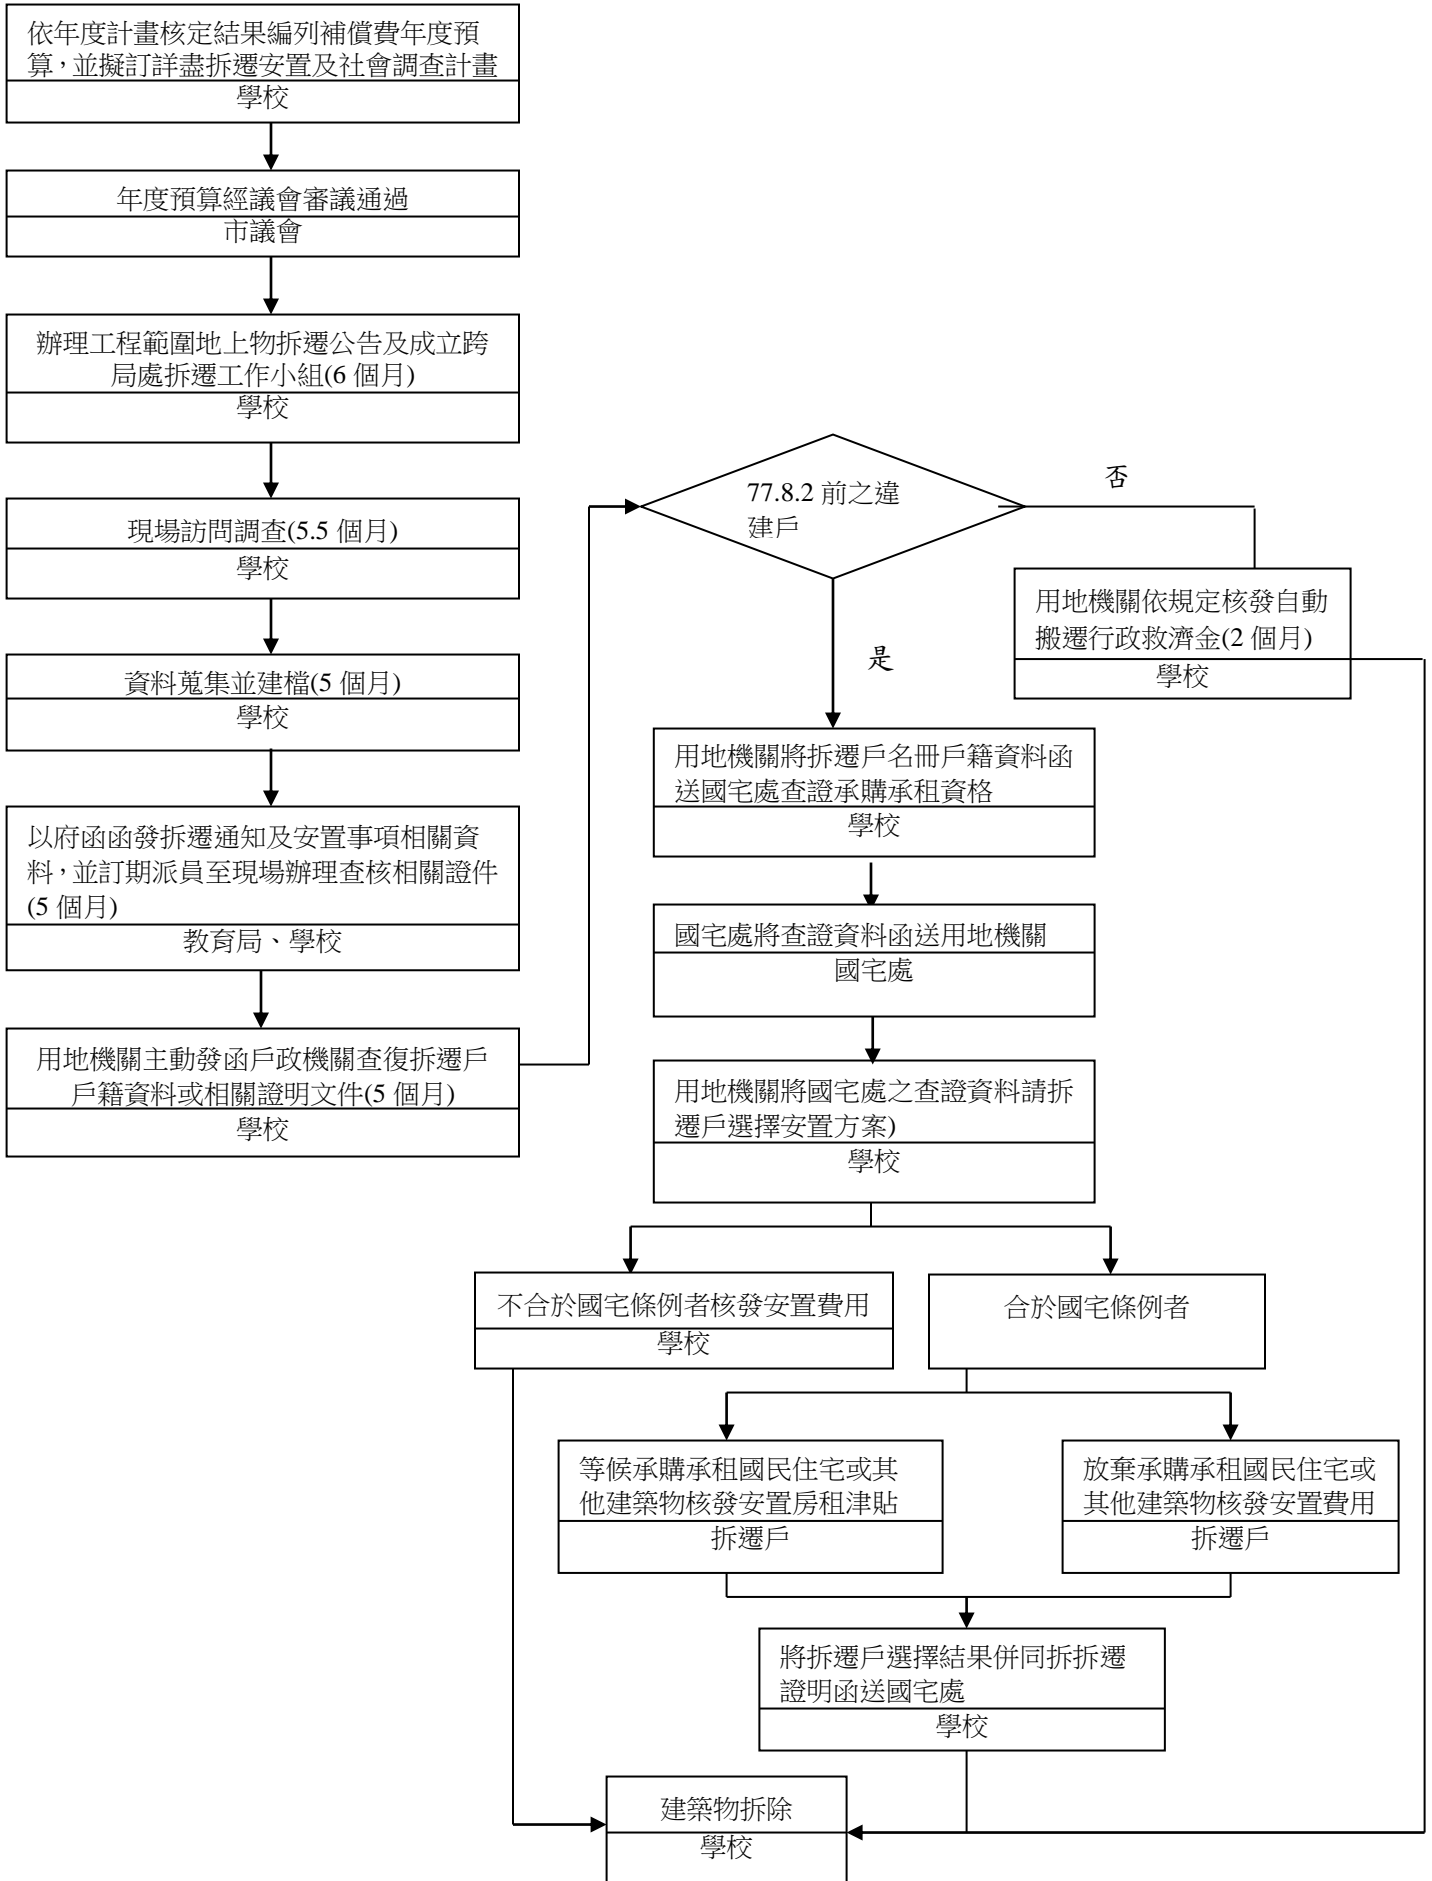 依年度計畫核定結果編列補償費年度預
算，並擬訂詳盡拆遷安置及社會調查計畫
學校
年度預算經議會審議通過
市議會
辦理工程範圍地上物拆遷公告及成立跨
局處拆遷工作小組(6 個月)
學校
現場訪問調查(5.5 個月)
學校
資料蒐集並建檔(5 個月)
學校
以府函函發拆遷通知及安置事項相關資
料，並訂期派員至現場辦理查核相關證件
(5 個月)
教育局、學校
用地機關主動發函戶政機關查復拆遷戶
戶籍資料或相關證明文件(5 個月)
學校
77.8.2 前之違
建戶
否
用地機關依規定核發自動
搬遷行政救濟金(2 個月)
學校
是
用地機關將拆遷戶名冊戶籍資料函
送國宅處查證承購承租資格
學校
國宅處將查證資料函送用地機關
國宅處
用地機關將國宅處之查證資料請拆
遷戶選擇安置方案)
學校
不合於國宅條例者核發安置費用
學校
合於國宅條例者
等候承購承租國民住宅或其
他建築物核發安置房租津貼
拆遷戶
放棄承購承租國民住宅或
其他建築物核發安置費用
拆遷戶
將拆遷戶選擇結果併同拆拆遷
證明函送國宅處
學校
建築物拆除
學校